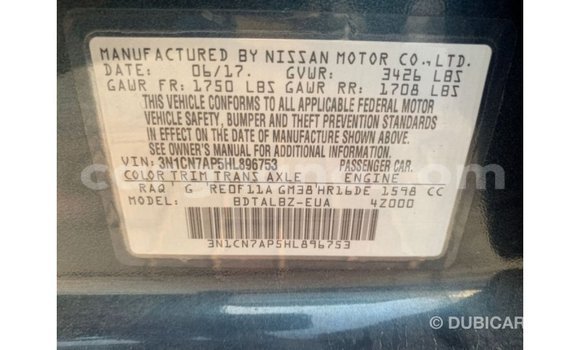 MANUFACTURED BY NISSAN MOTOR CO.,LTD.
DATE: 06/17. GVWR: 3426 LBS
GAWR FR: 1750 LBS GAWR RR: 1708 LBS
THIS VEHICLE CONFORMS TO ALL APPLICABLE FEDERAL MOTOR
VEHICLE SAFETY, BUMPER AND THEFT PREVENTION STANDARDS
IN EFFECT ON THE DATE OF MANUFACTURE SHOWN ABOVE.
SEE OWNER'S MANUAL FOR ADDITIONAL INFORMATION.
VIN: 3N1CN7AP5HL896753 PASSENGER CAR.
COLOR TRIM TRANS AXLE ENGINE
RAQ G RE0F11A GM38 HR16DE 1598 CC
MODEL: BDTALBZ-EUA 4Z000
3N1CN7AP5HL896753
© DUBICAR